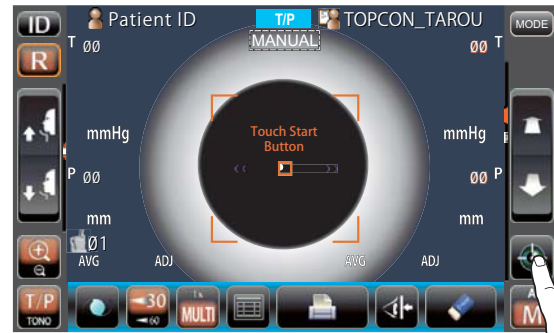 ID
Patient ID
T/P
TOPCON_TAROU
MODE
R
T
00
MANUAL
00
T
Touch Start
Button
mmHg
mmHg
P
00
00
P
mm
mm
01
AVG
ADJ
AVG
ADJ
T/P
TONO
30
60
MULTI
M